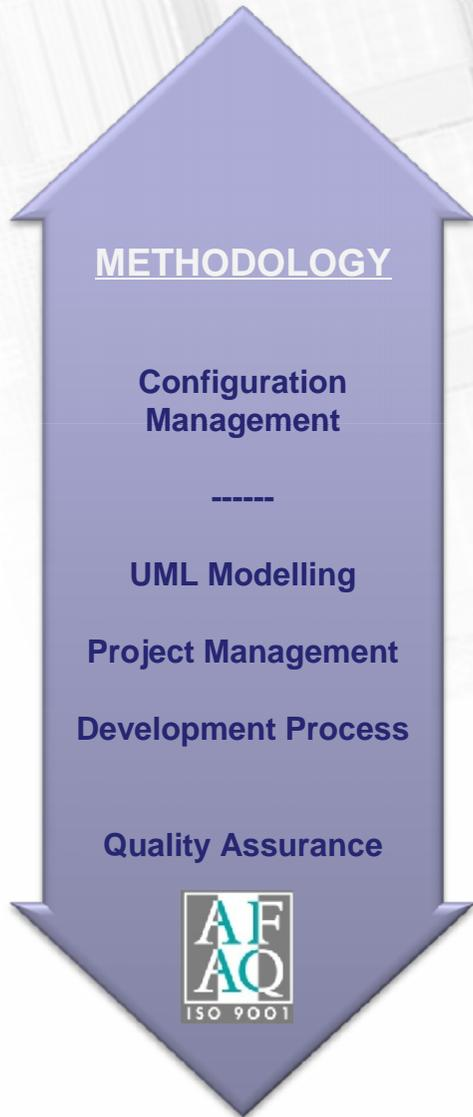 METHODOLOGY
Configuration
Management
------
UML Modelling
Project Management
Development Process
Quality Assurance
AF
AQ
ISO 9001